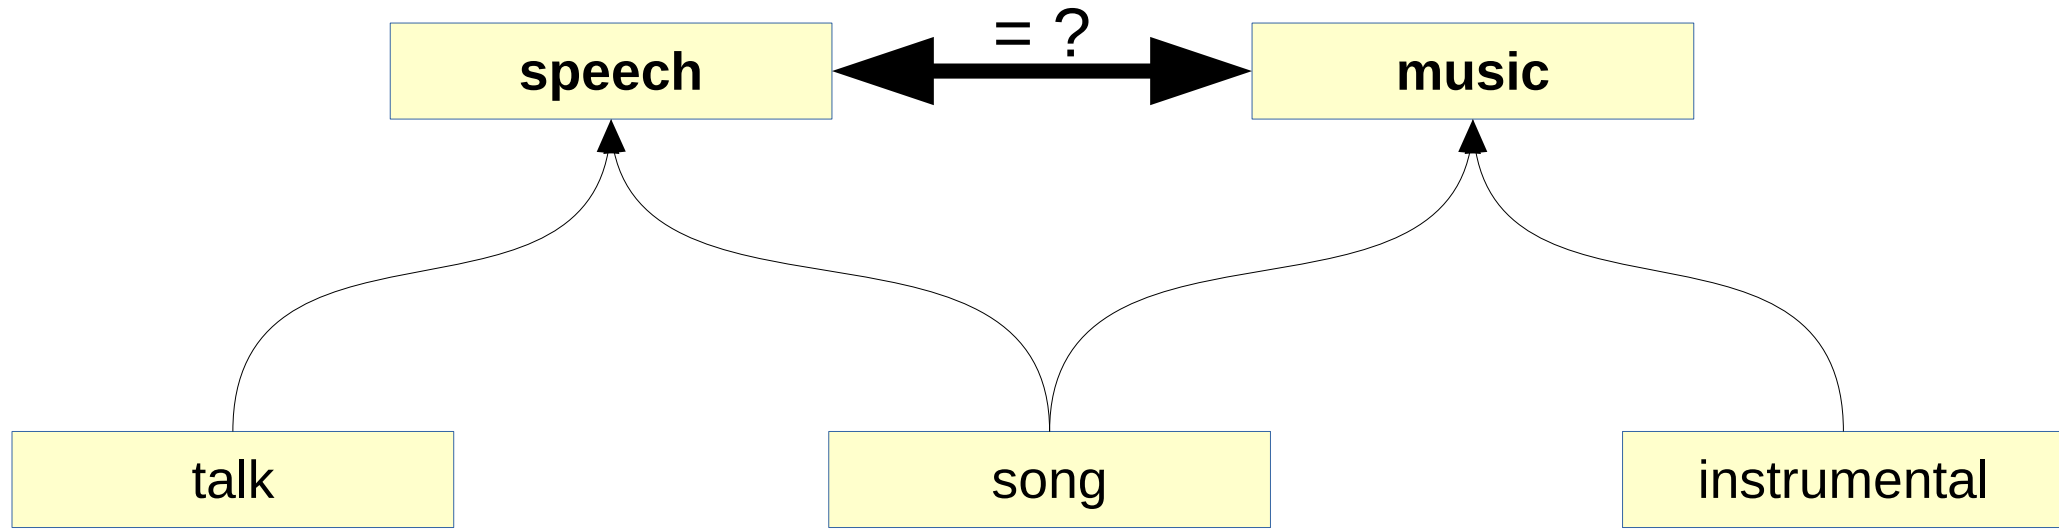 = ?
speech
music
talk
song
instrumental